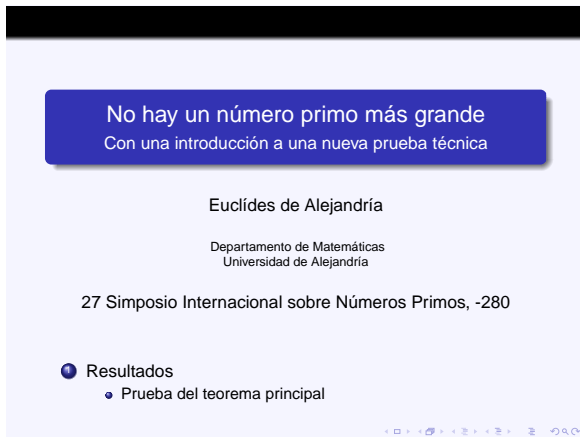 No hay un número primo más grande
Con una introducción a una nueva prueba técnica
Euclídes de Alejandría
Departamento de Matemáticas
Universidad de Alejandría
27 Simposio Internacional sobre Números Primos, -280
1 Resultados
Prueba del teorema principal